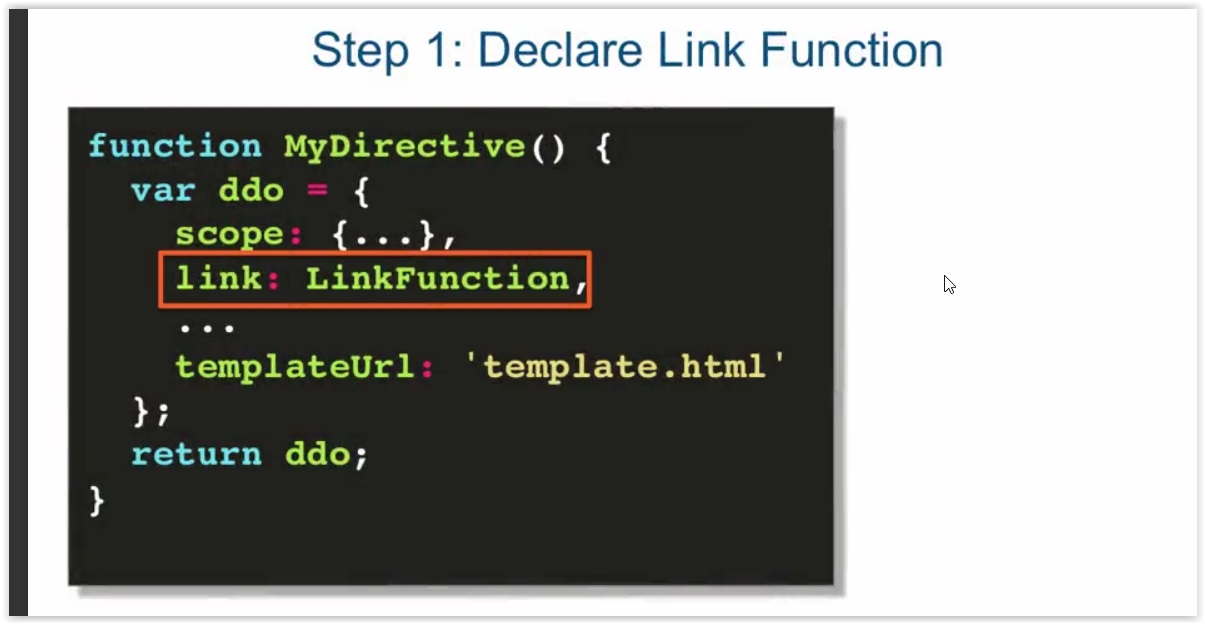 Step 1: Declare Link Function
function MyDirective() {
  var ddo = {
    scope: {...},
    link: LinkFunction,
    ...
    templateUrl: 'template.html'
  };
  return ddo;
}